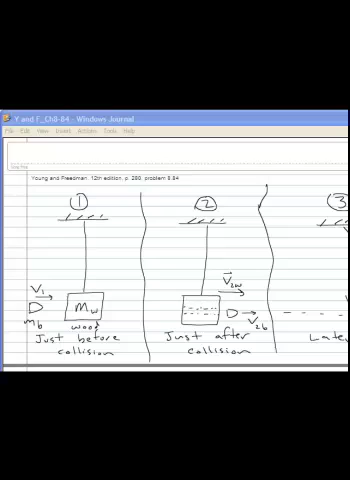 Y and F_Ch8-84 - Windows Journal
File Edit View Insert Actions Tools Help
Young and Freedman, 12th edition, p. 280, problem 8.84
1 2 3
V1 V2w
D Mw D V2b
mb wood
Just before Just after Late
collision collision